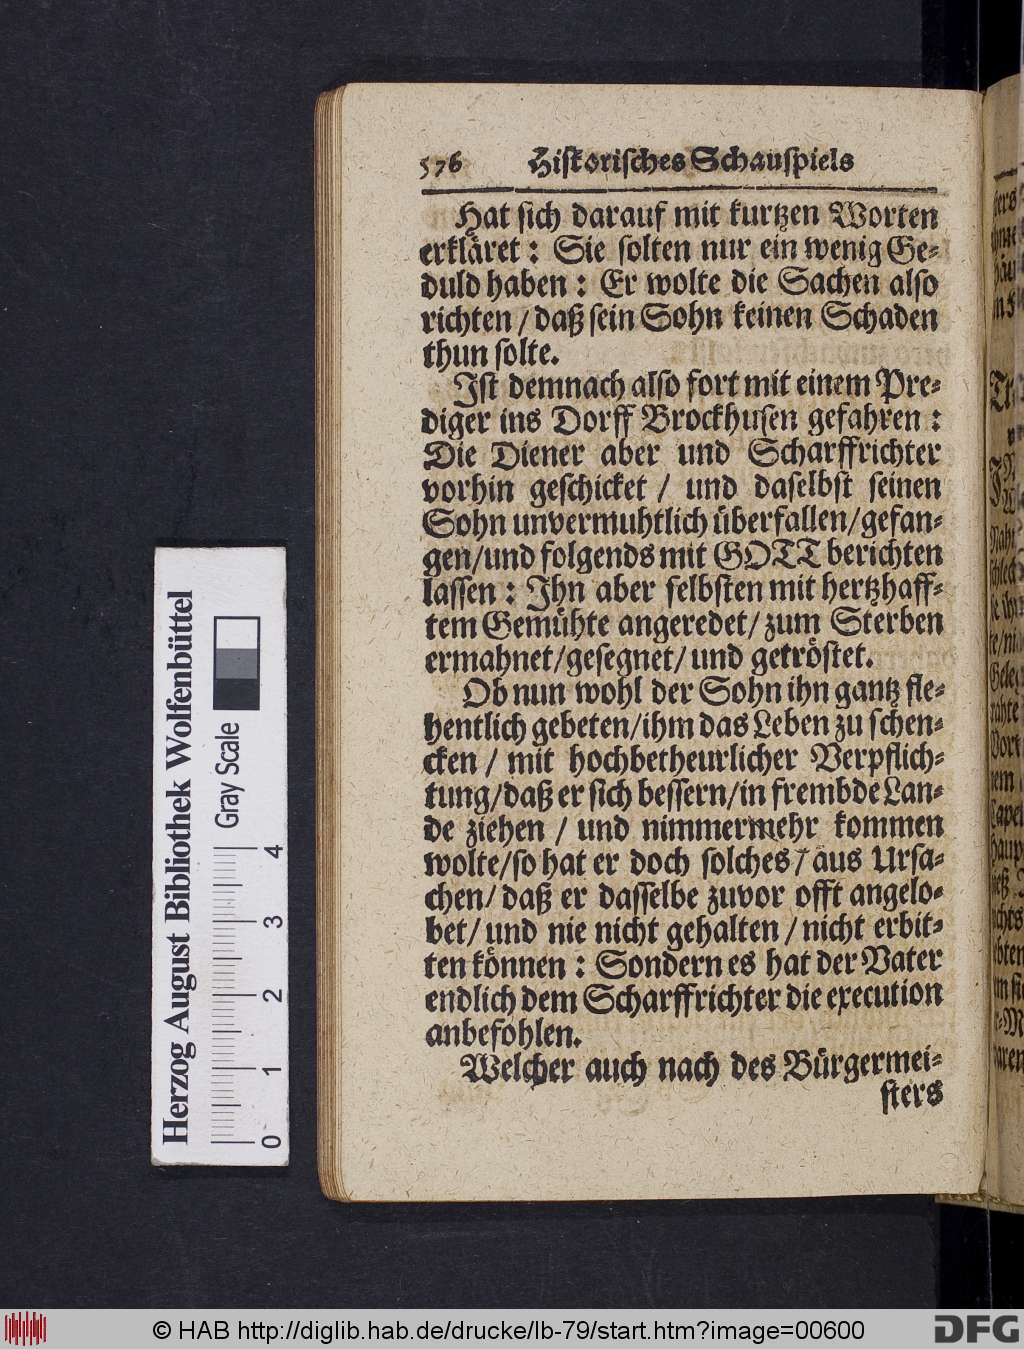 576 Historisches Schauspiels
Hat sich darauf mit kurtzen Worten
erkläret : Sie solten nur ein wenig Ge-
duld haben : Er wolte die Sachen also
richten / daß sein Sohn keinen Schaden
thun solte.
Ist demnach also fort mit einem Pre-
diger ins Dorff Brockhusen gefahren :
Die Diener aber und Scharffrichter
vorhin geschicket / und daselbst seinen
Sohn unvermuhtlich überfallen/gefan-
gen/und folgends mit GOTT berichten
lassen : Ihn aber selbsten mit hertzhaff-
tem Gemühte angeredet/ zum Sterben
ermahnet/gesegnet/ und getröstet.
Ob nun wohl der Sohn ihn gantz fle-
hentlich gebeten/ihm das Leben zu schen-
cken / mit hochbetheurlicher Verpflich-
tung/daß er sich bessern/in frembde Lan-
de ziehen / und nimmermehr kommen
wolte/so hat er doch solches/ aus Ursa-
chen/ daß er dasselbe zuvor offt angelo-
bet/ und nie nicht gehalten / nicht erbit-
ten können : Sondern es hat der Vater
endlich dem Scharffrichter die execution
anbefohlen.
Welcher auch nach des Bürgermei-
sters
Herzog August Bibliothek Wolfenbüttel
Gray Scale
0 1 2 3 4
© HAB http://diglib.hab.de/drucke/lb-79/start.htm?image=00600
DFG